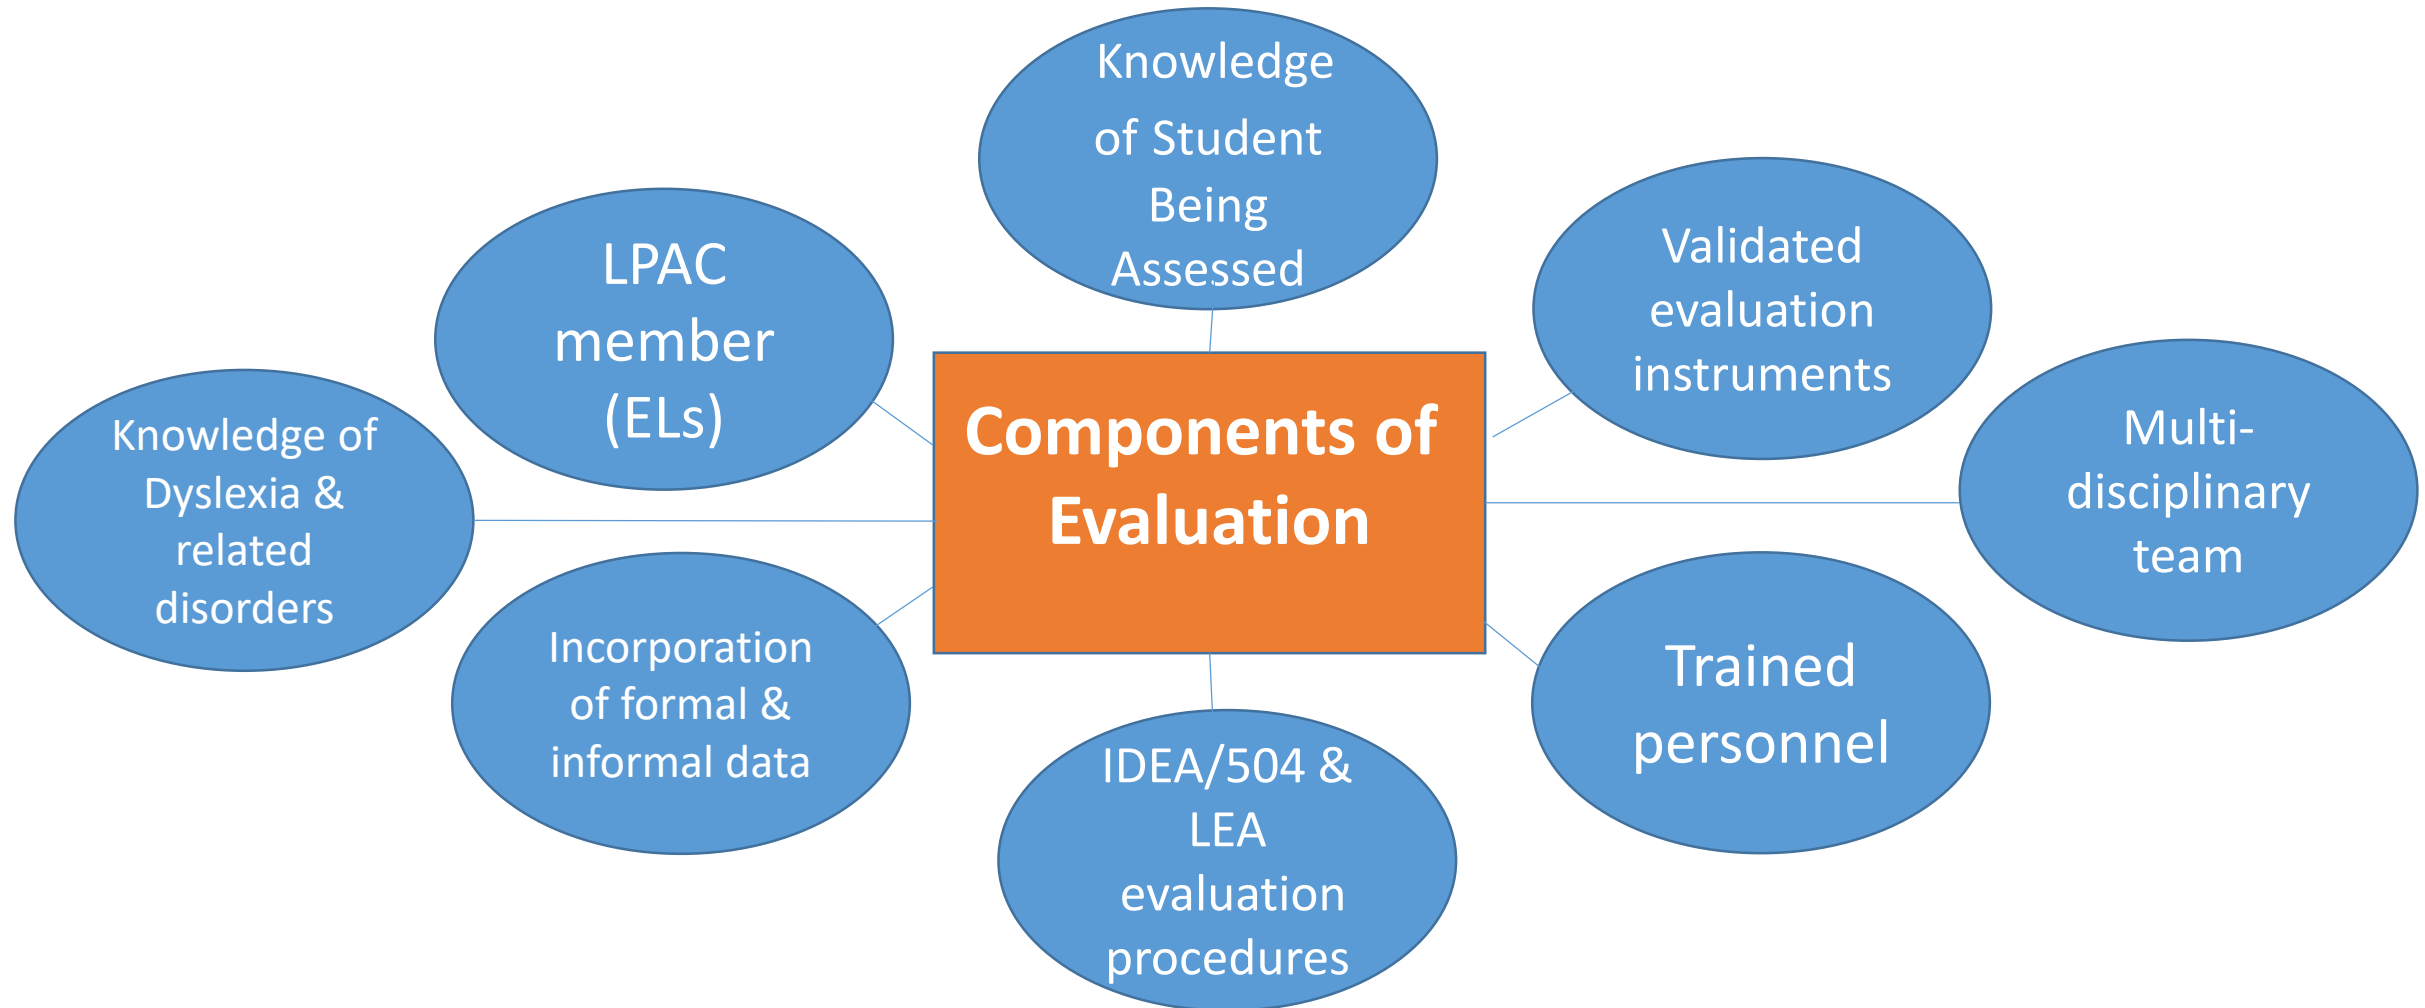 Knowledge
of Student
Being
Assessed
LPAC
member
(ELs)
Validated
evaluation
instruments
Knowledge of
Dyslexia &
related
disorders
Components of
Evaluation
Multi-
disciplinary
team
Incorporation
of formal &
informal data
Trained
personnel
IDEA/504 &
LEA
evaluation
procedures